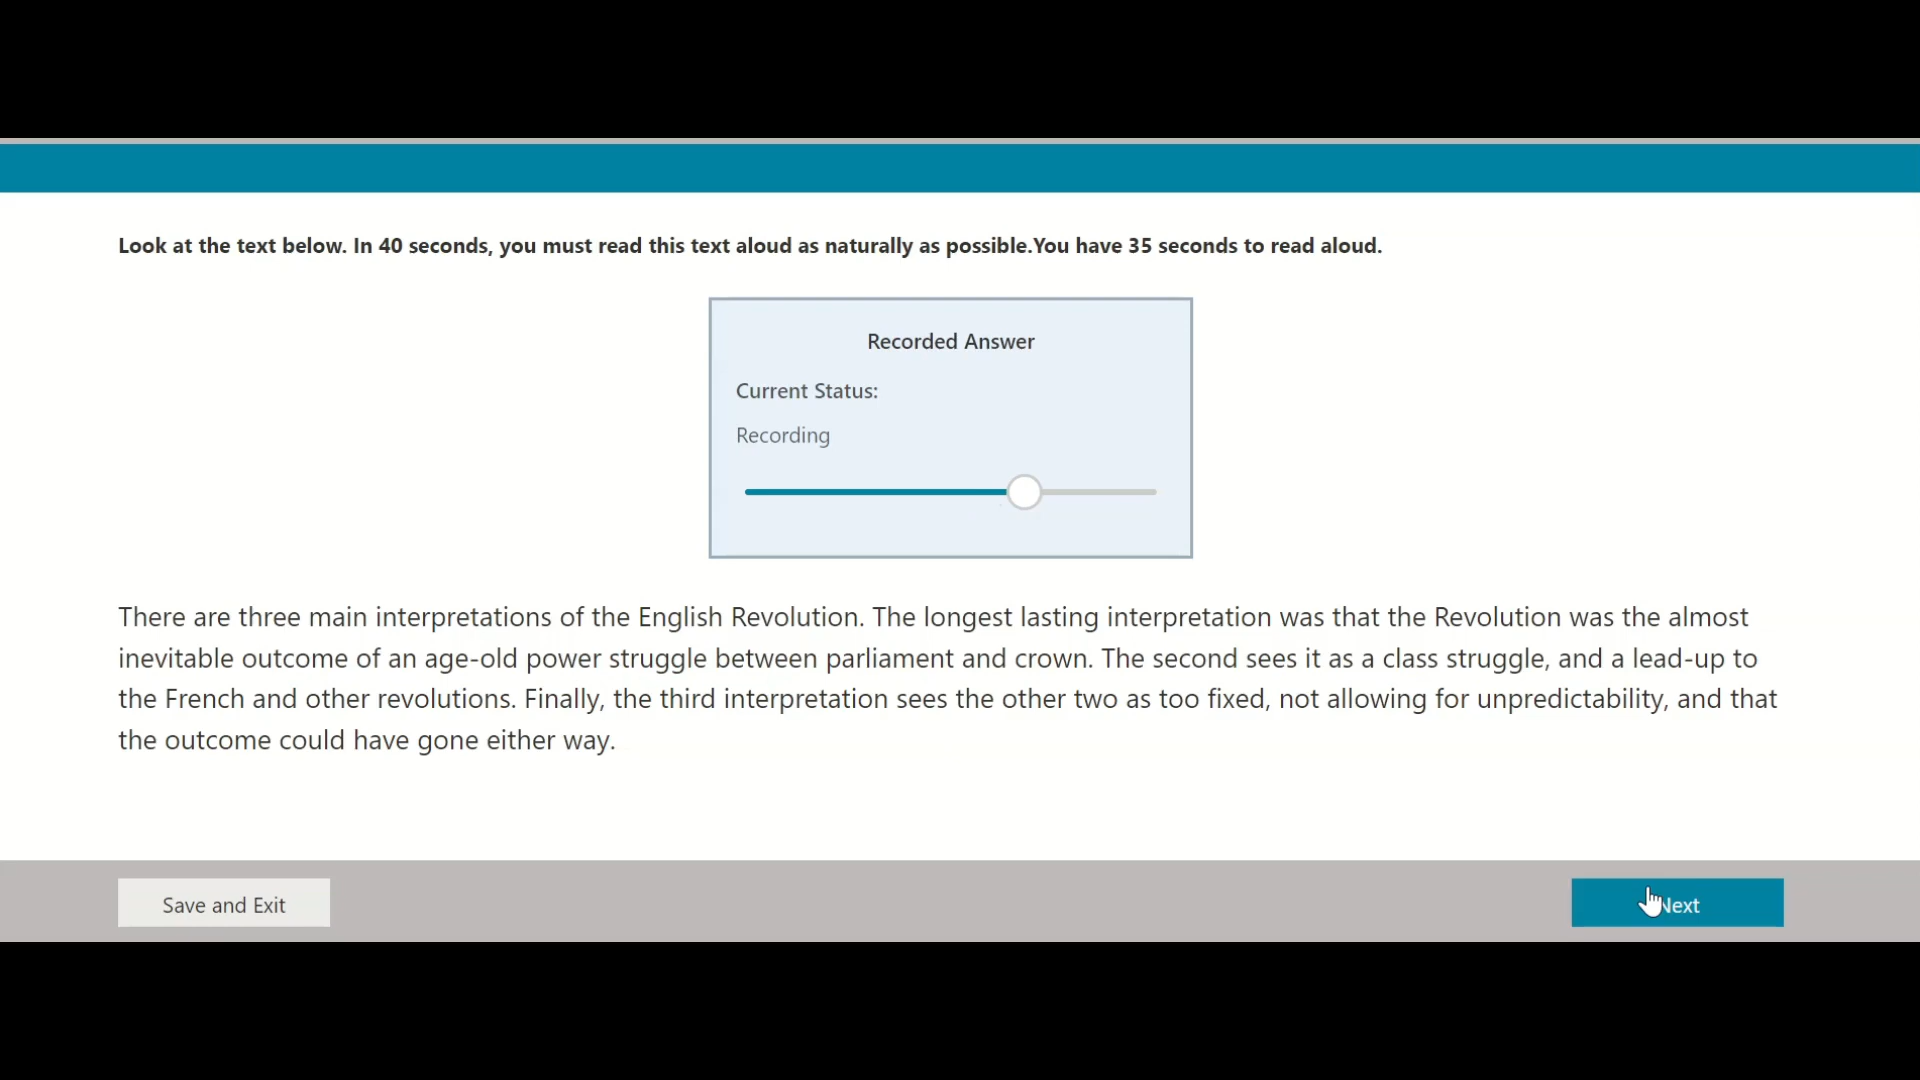 Look at the text below. In 40 seconds, you must read this text aloud as naturally as possible.You have 35 seconds to read aloud.
Recorded Answer
Current Status:
Recording
There are three main interpretations of the English Revolution. The longest lasting interpretation was that the Revolution was the almost
inevitable outcome of an age-old power struggle between parliament and crown. The second sees it as a class struggle, and a lead-up to
the French and other revolutions. Finally, the third interpretation sees the other two as too fixed, not allowing for unpredictability, and that
the outcome could have gone either way.
Save and Exit
Next